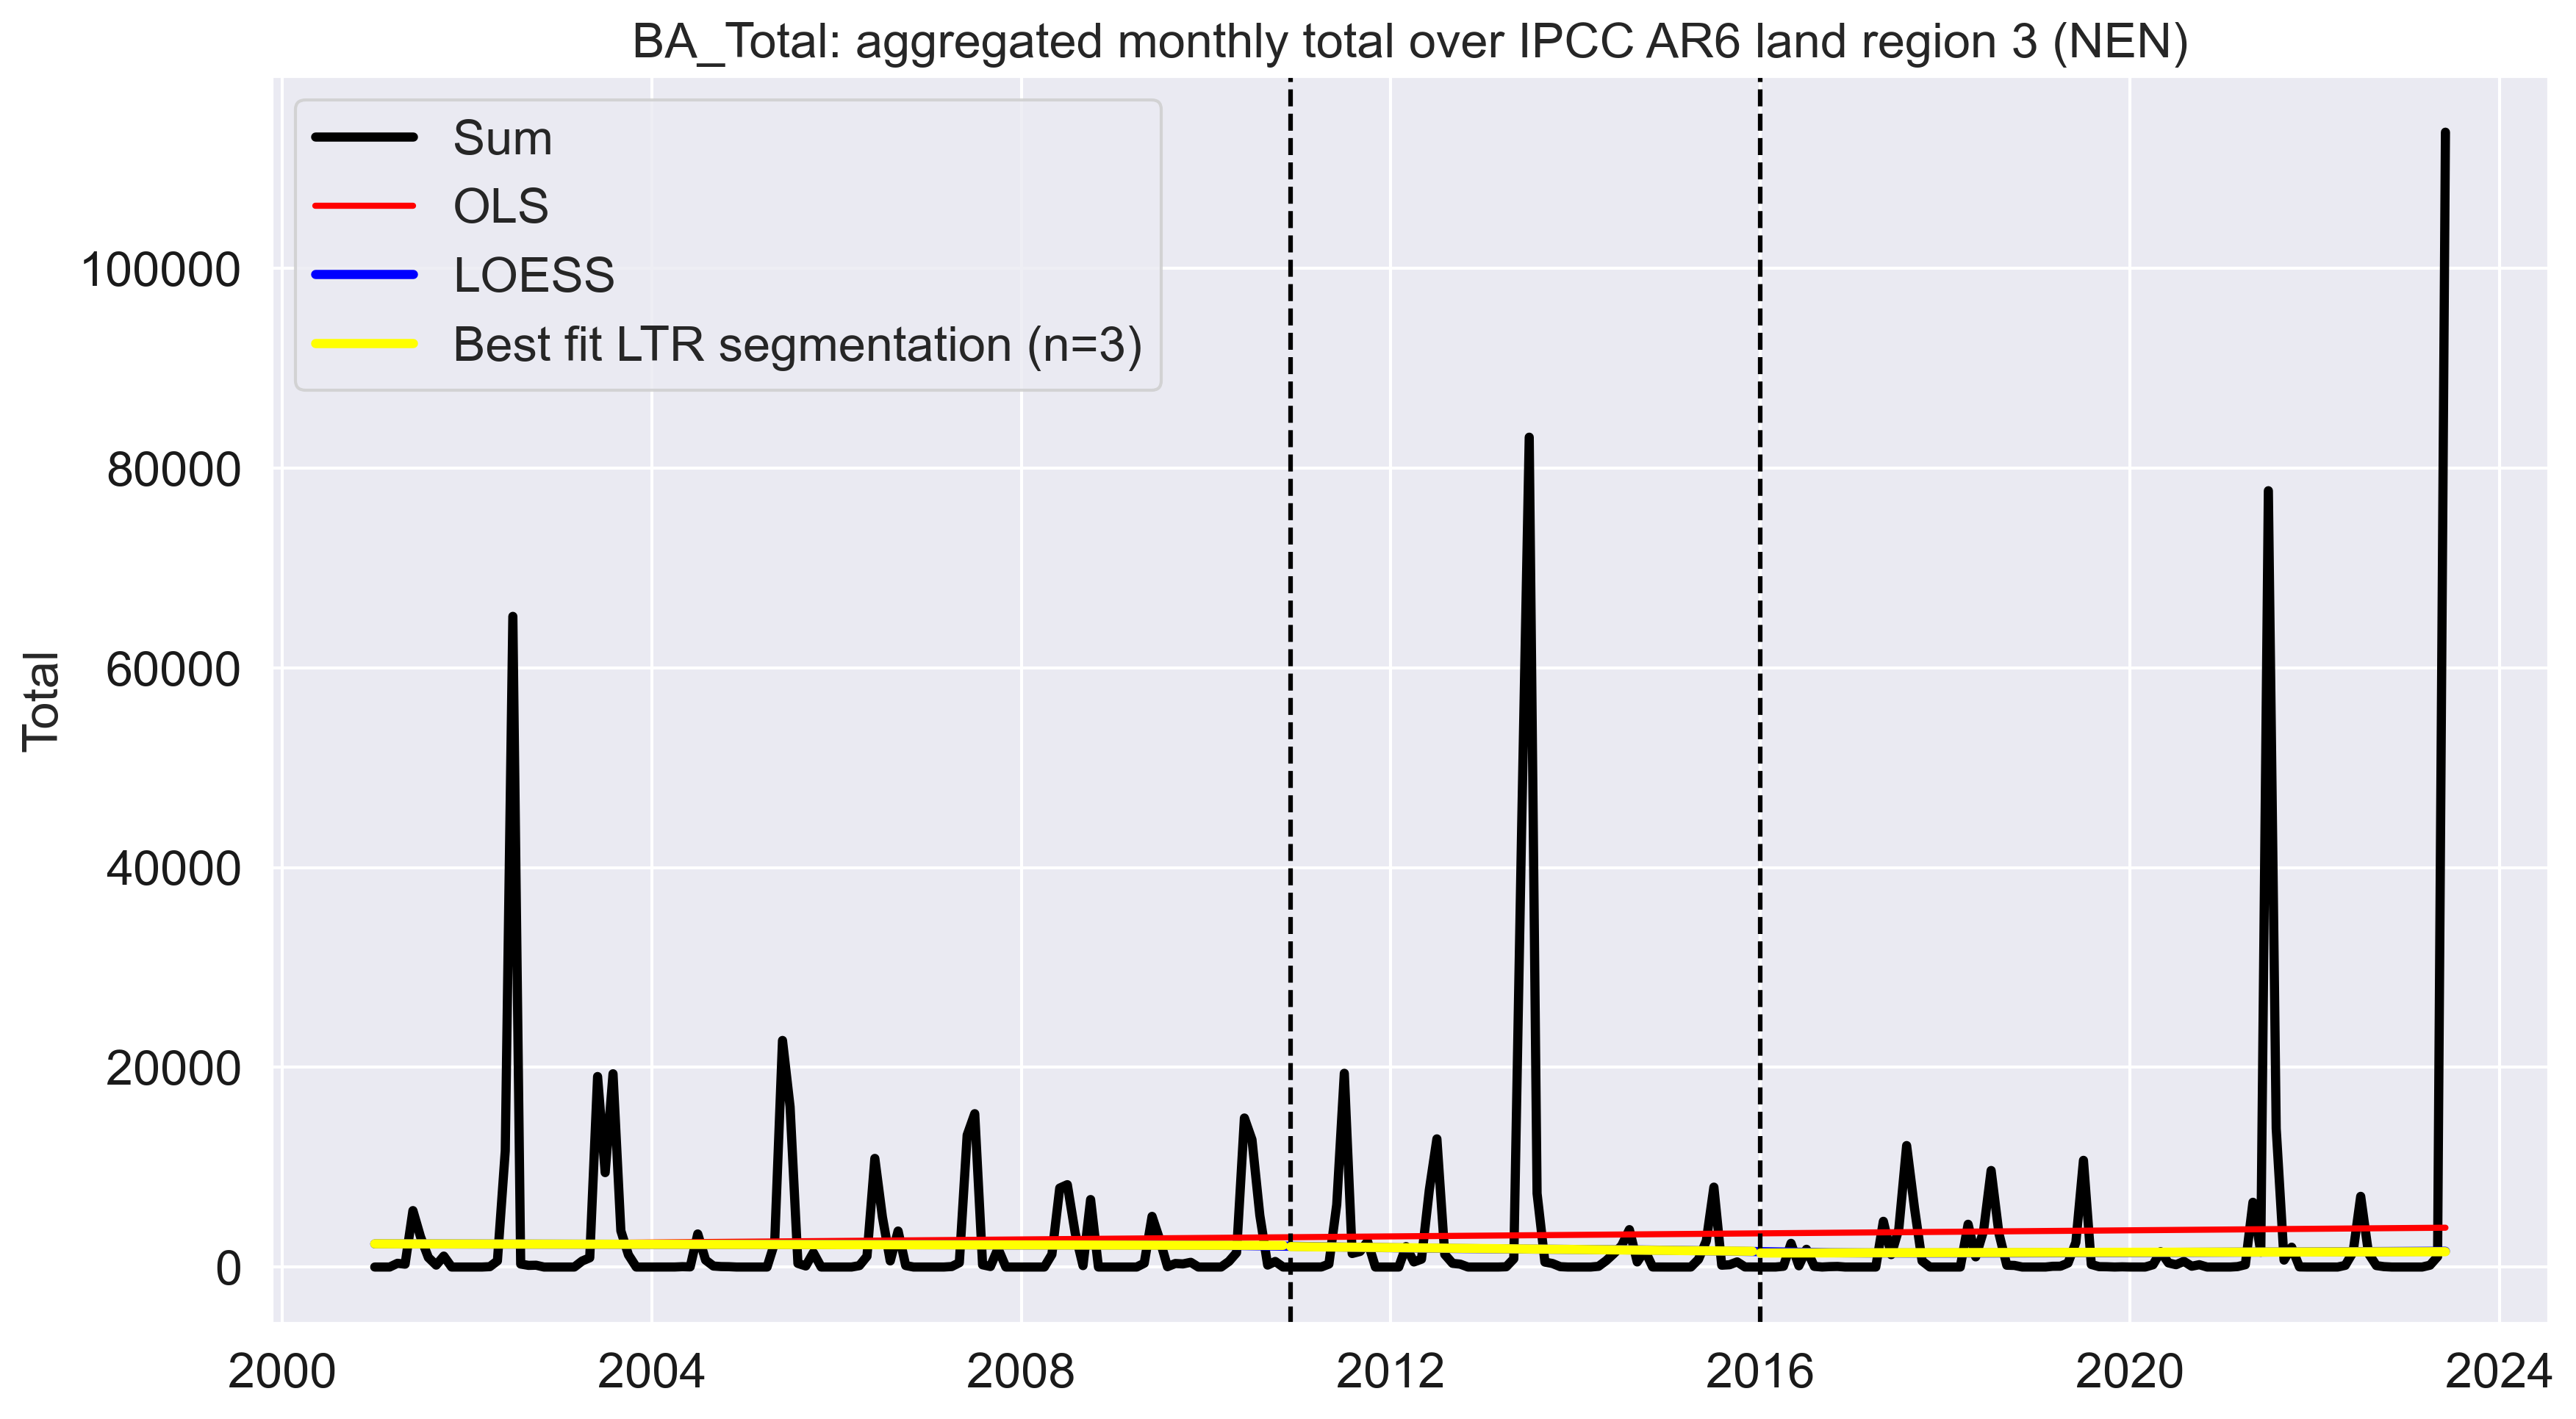 BA_Total: aggregated monthly total over IPCC AR6 land region 3 (NEN)
Sum
OLS
LOESS
Best fit LTR segmentation (n=3)
Total
100000
80000
60000
40000
20000
0
2000 2004 2008 2012 2016 2020 2024